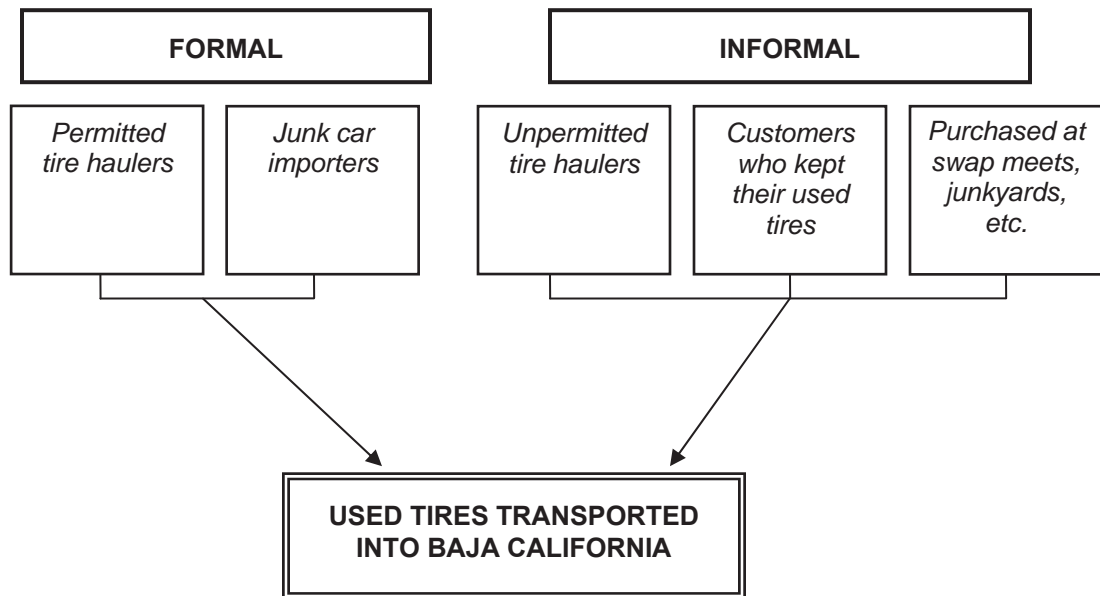 FORMAL
INFORMAL
Permitted
tire haulers
Junk car
importers
Unpermitted
tire haulers
Customers
who kept
their used
tires
Purchased at
swap meets,
junkyards,
etc.
USED TIRES TRANSPORTED
INTO BAJA CALIFORNIA